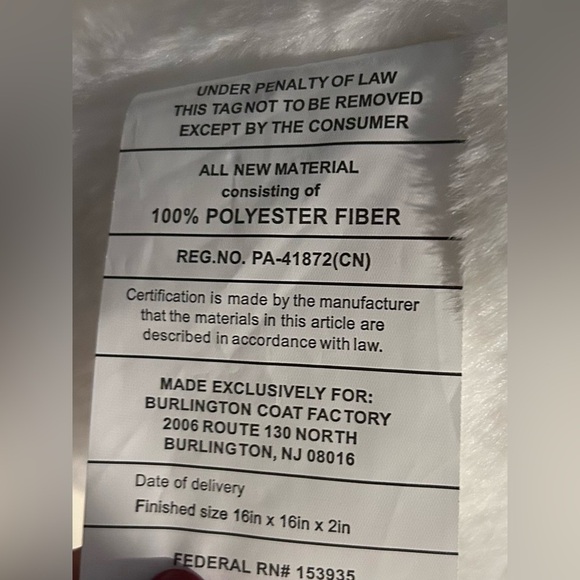 UNDER PENALTY OF LAW
THIS TAG NOT TO BE REMOVED
EXCEPT BY THE CONSUMER
ALL NEW MATERIAL
consisting of
100% POLYESTER FIBER
REG.NO. PA-41872(CN)
Certification is made by the manufacturer
that the materials in this article are
described in accordance with law.
MADE EXCLUSIVELY FOR:
BURLINGTON COAT FACTORY
2006 ROUTE 130 NORTH
BURLINGTON, NJ 08016
Date of delivery
Finished size 16in x 16in x 2in
FEDERAL RN# 153935